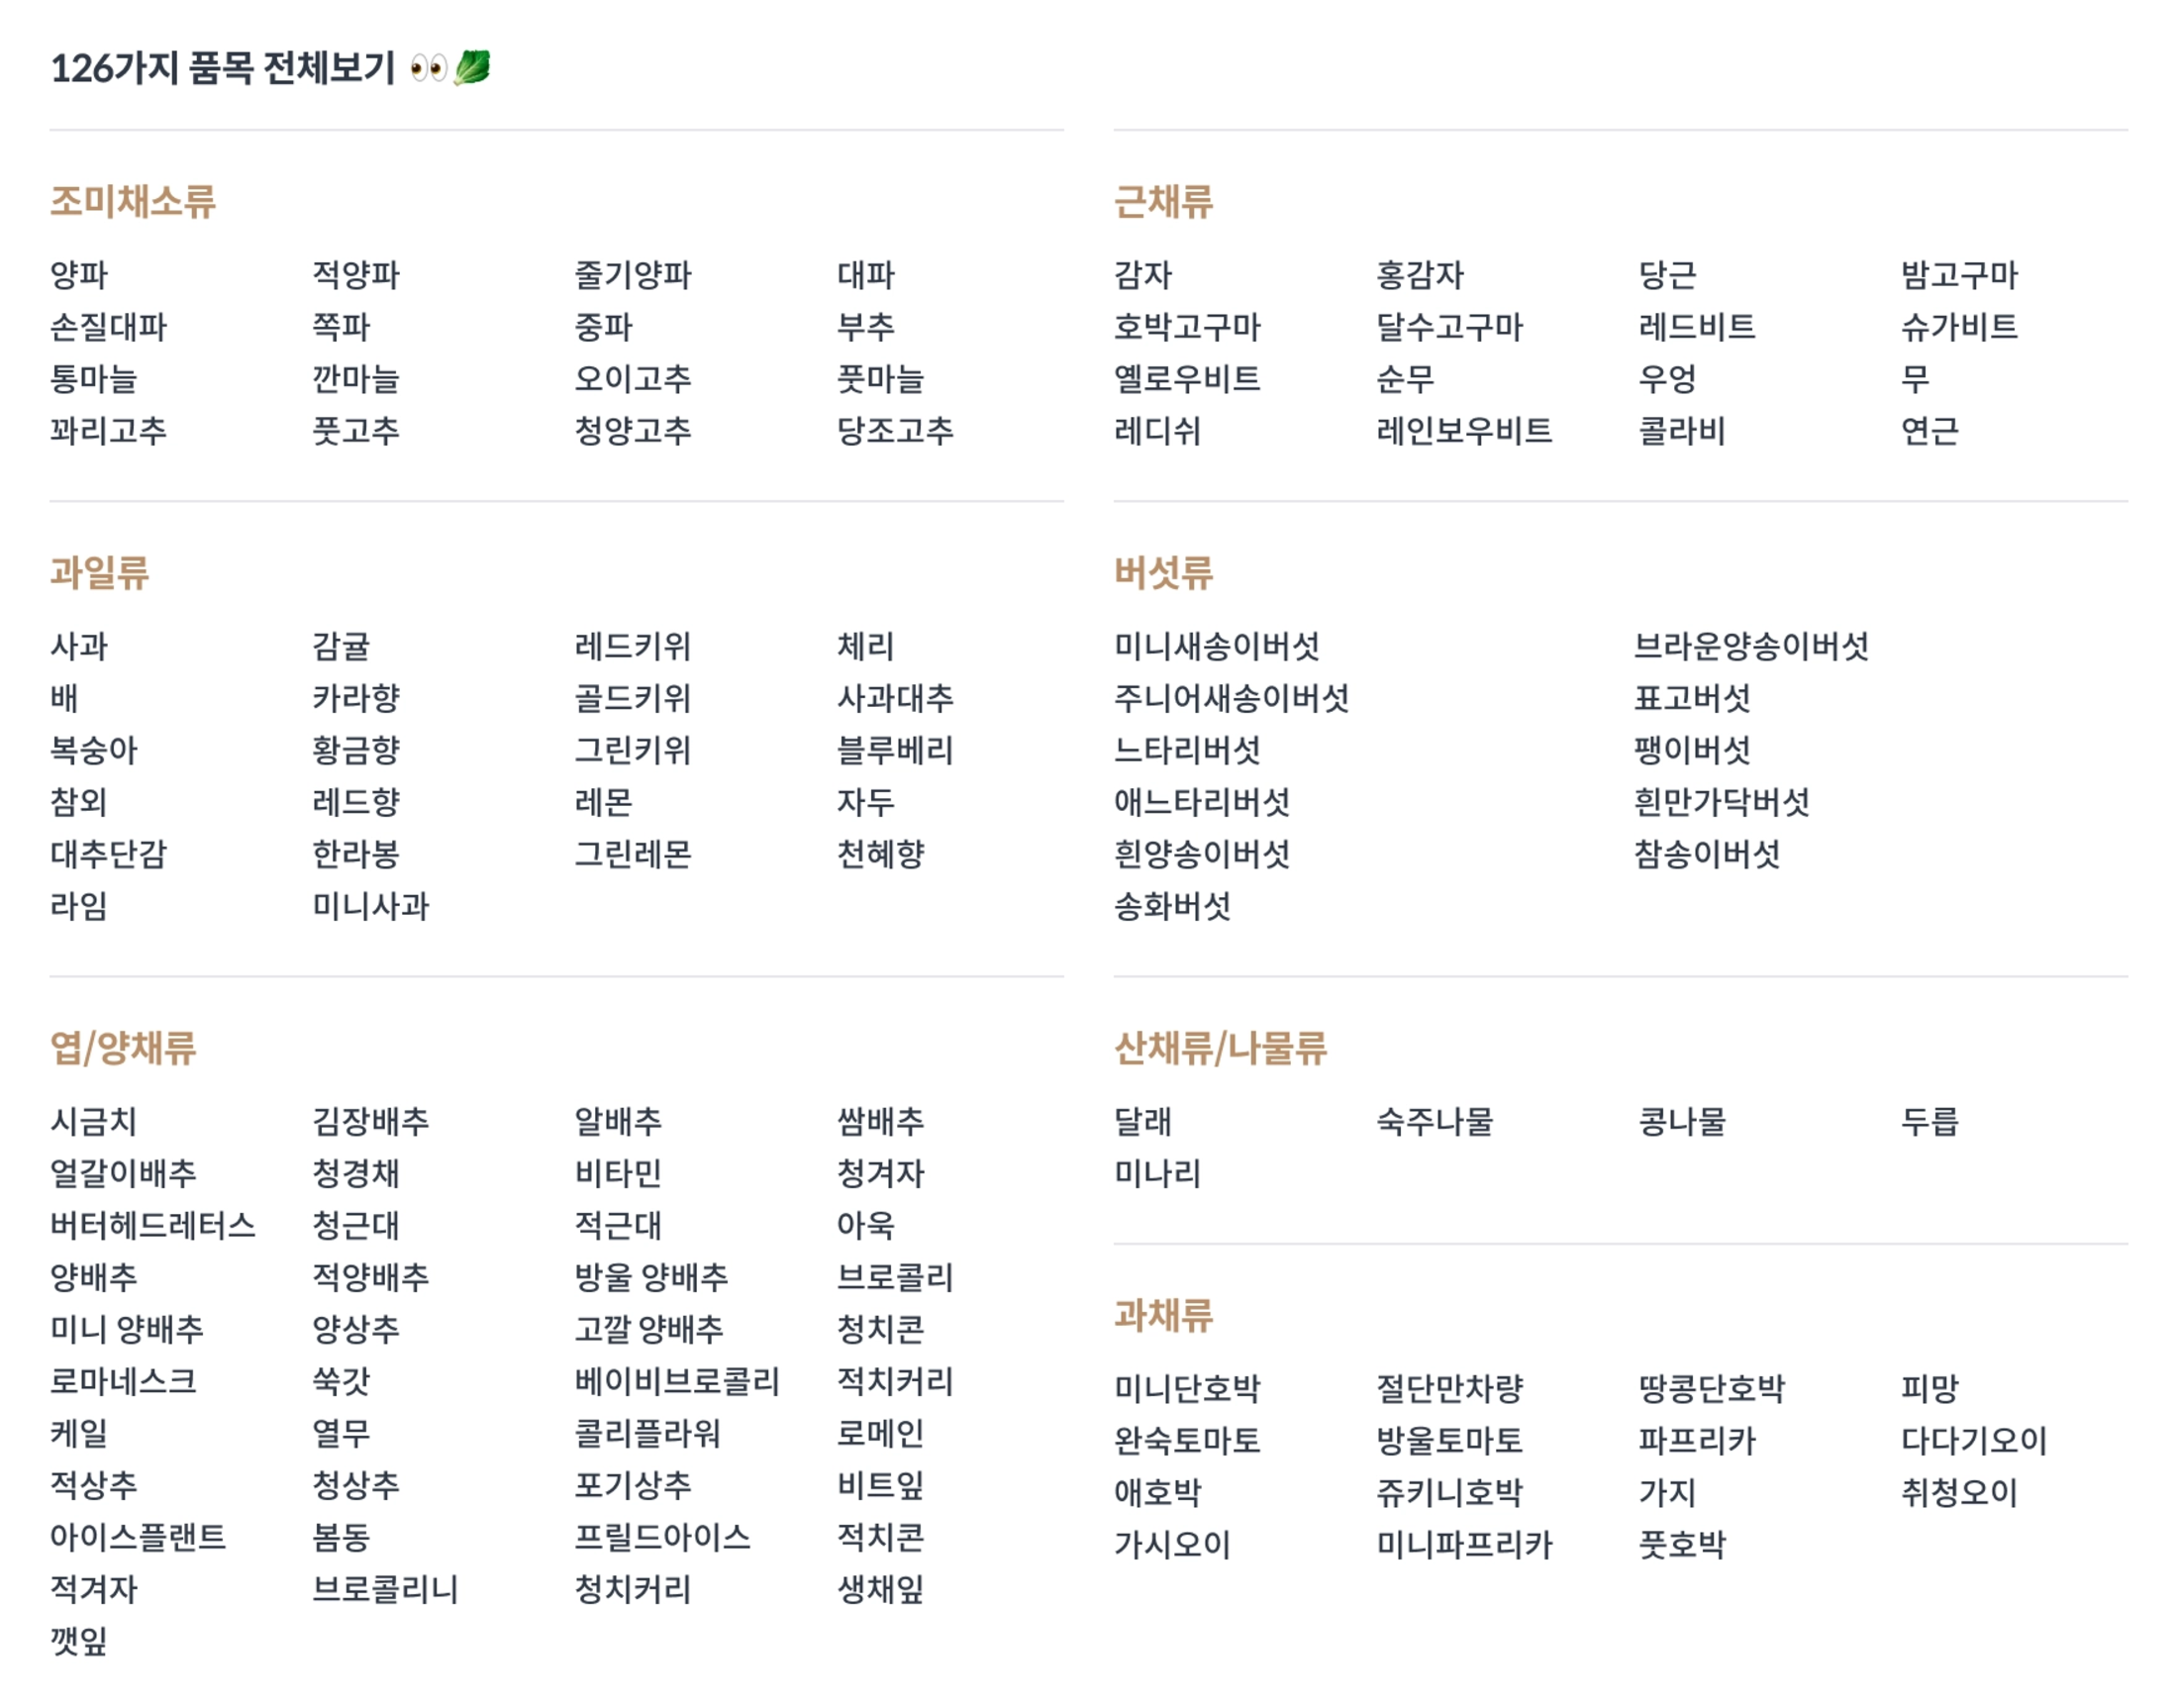 126가지 품목 전체보기 👀🥬
조미채소류
양파 적양파 줄기양파 대파
손질대파 쪽파 중파 부추
통마늘 깐마늘 오이고추 풋마늘
꽈리고추 풋고추 청양고추 당조고추
근채류
감자 홍감자 당근 밤고구마
호박고구마 달수고구마 레드비트 슈가비트
옐로우비트 순무 우엉 무
레디쉬 레인보우비트 콜라비 연근
과일류
사과 감귤 레드키위 체리
배 카라향 골드키위 사과대추
복숭아 황금향 그린키위 블루베리
참외 레드향 레몬 자두
대추단감 한라봉 그린레몬 천혜향
라임 미니사과
버섯류
미니새송이버섯 브라운양송이버섯
주니어새송이버섯 표고버섯
느타리버섯 팽이버섯
애느타리버섯 흰만가닥버섯
흰양송이버섯 참송이버섯
송화버섯
엽/양채류
시금치 김장배추 알배추 쌈배추
얼갈이배추 청경채 비타민 청겨자
버터헤드레터스 청근대 적근대 아욱
양배추 적양배추 방울 양배추 브로콜리
미니 양배추 양상추 고깔 양배추 청치콘
로마네스크 쑥갓 베이비브로콜리 적치커리
케일 열무 콜리플라워 로메인
적상추 청상추 포기상추 비트잎
아이스플랜트 봄동 프릴드아이스 적치콘
적겨자 브로콜리니 청치커리 생채잎
깻잎
산채류/나물류
달래 숙주나물 콩나물 두릅
미나리
과채류
미니단호박 절단만차량 땅콩단호박 피망
완숙토마토 방울토마토 파프리카 다다기오이
애호박 쥬키니호박 가지 취청오이
가시오이 미니파프리카 풋호박